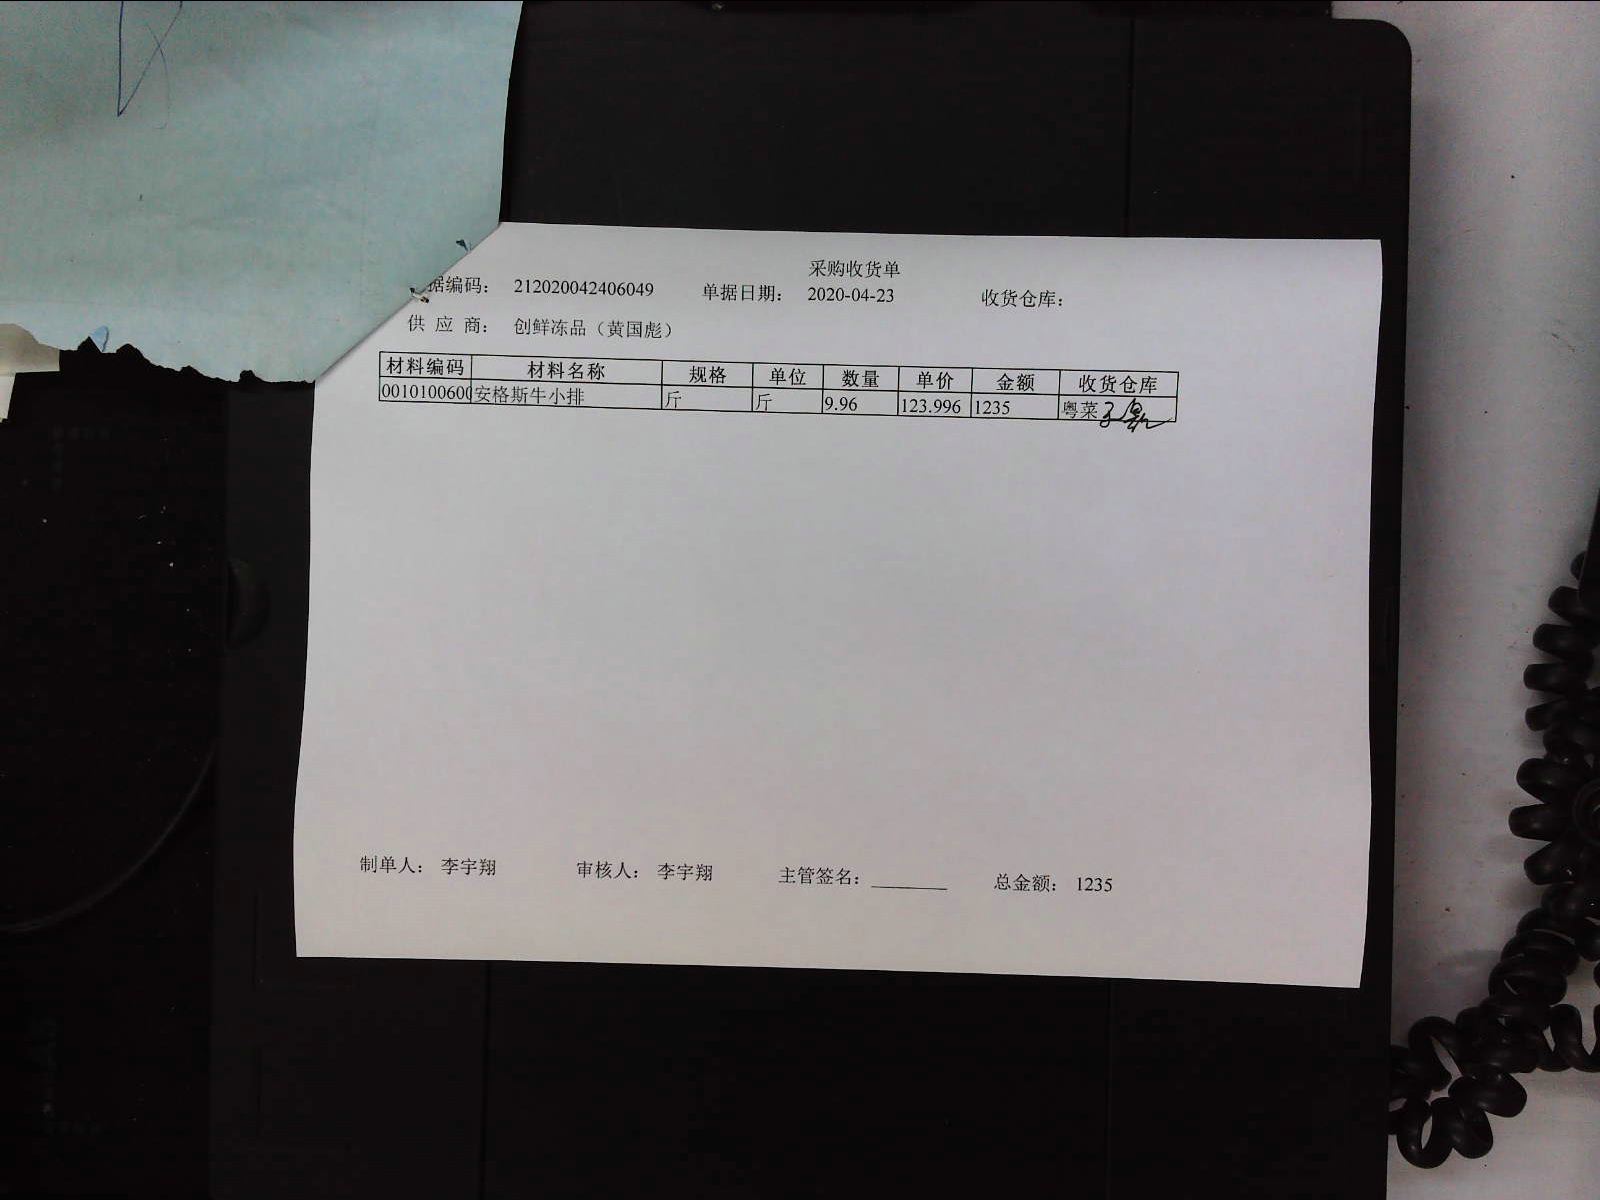 采购收货单
据编码： 212020042406049 单据日期： 2020-04-23 收货仓库：
供 应 商： 创鲜冻品（黄国彪）
材料编码 材料名称 规格 单位 数量 单价 金额 收货仓库
0010100600 安格斯牛小排 斤 斤 9.96 123.996 1235 粤菜
制单人： 李宇翔 审核人： 李宇翔 主管签名：________ 总金额： 1235